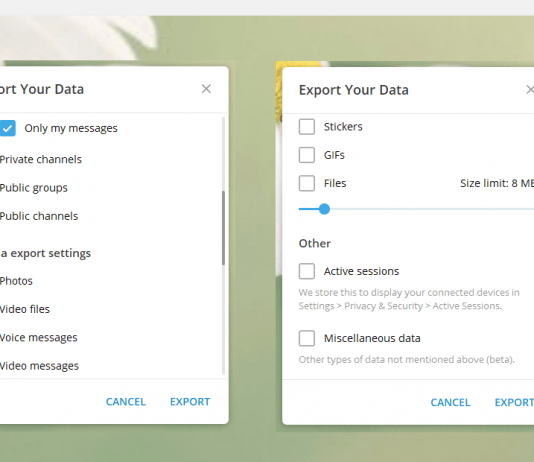 ort Your Data
Only my messages
Private channels
Public groups
Public channels
a export settings
Photos
Video files
Voice messages
Video messages
CANCEL EXPORT
Export Your Data
Stickers
GIFs
Files Size limit: 8 MB
Other
Active sessions
We store this to display your connected devices in
Settings > Privacy & Security > Active Sessions.
Miscellaneous data
Other types of data not mentioned above (beta).
CANCEL EXPORT